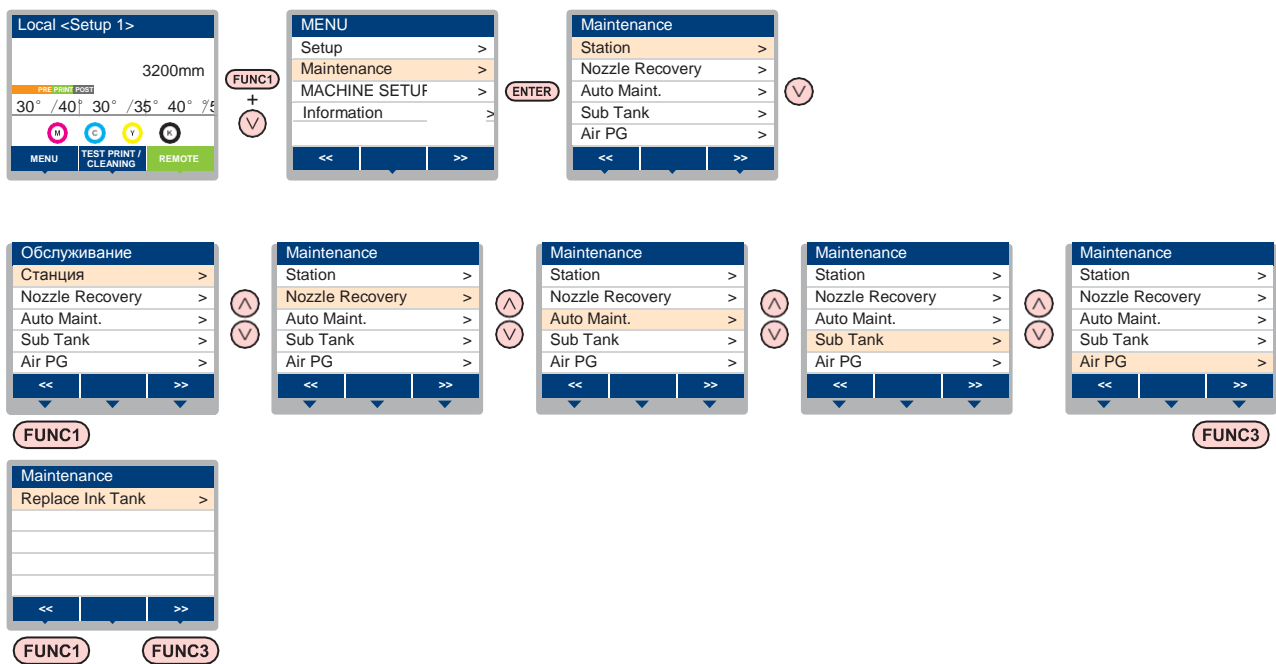 Local <Setup 1>
3200mm
PRE PRINT POST
30° /40° 30° /35° 40° /5
M C Y K
MENU TEST PRINT / CLEANING REMOTE
FUNC1
+
MENU
Setup >
Maintenance >
MACHINE SETUP
Information >
<< >>
ENTER
Maintenance
Station >
Nozzle Recovery >
Auto Maint. >
Sub Tank >
Air PG >
<< >>
Обслуживание
Станция >
Nozzle Recovery >
Auto Maint. >
Sub Tank >
Air PG >
<< >>
FUNC1
Maintenance
Station >
Nozzle Recovery >
Auto Maint. >
Sub Tank >
Air PG >
<< >>
Maintenance
Station >
Nozzle Recovery >
Auto Maint. >
Sub Tank >
Air PG >
<< >>
Maintenance
Station >
Nozzle Recovery >
Auto Maint. >
Sub Tank >
Air PG >
<< >>
Maintenance
Station >
Nozzle Recovery >
Auto Maint. >
Sub Tank >
Air PG >
<< >>
FUNC3
Maintenance
Replace Ink Tank >
<< >>
FUNC1 FUNC3